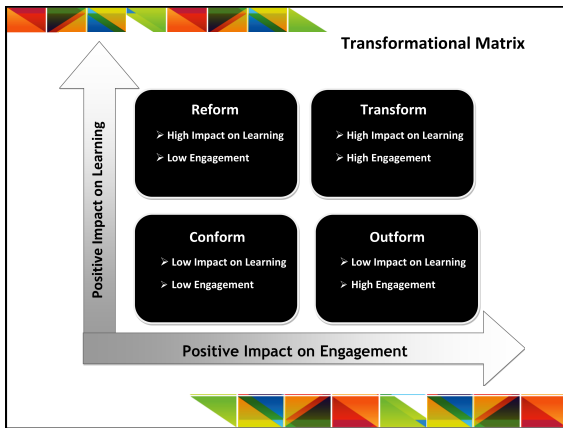 Transformational Matrix
Positive Impact on Learning
Reform
➢ High Impact on Learning
➢ Low Engagement
Transform
➢ High Impact on Learning
➢ High Engagement
Conform
➢ Low Impact on Learning
➢ Low Engagement
Outform
➢ Low Impact on Learning
➢ High Engagement
Positive Impact on Engagement